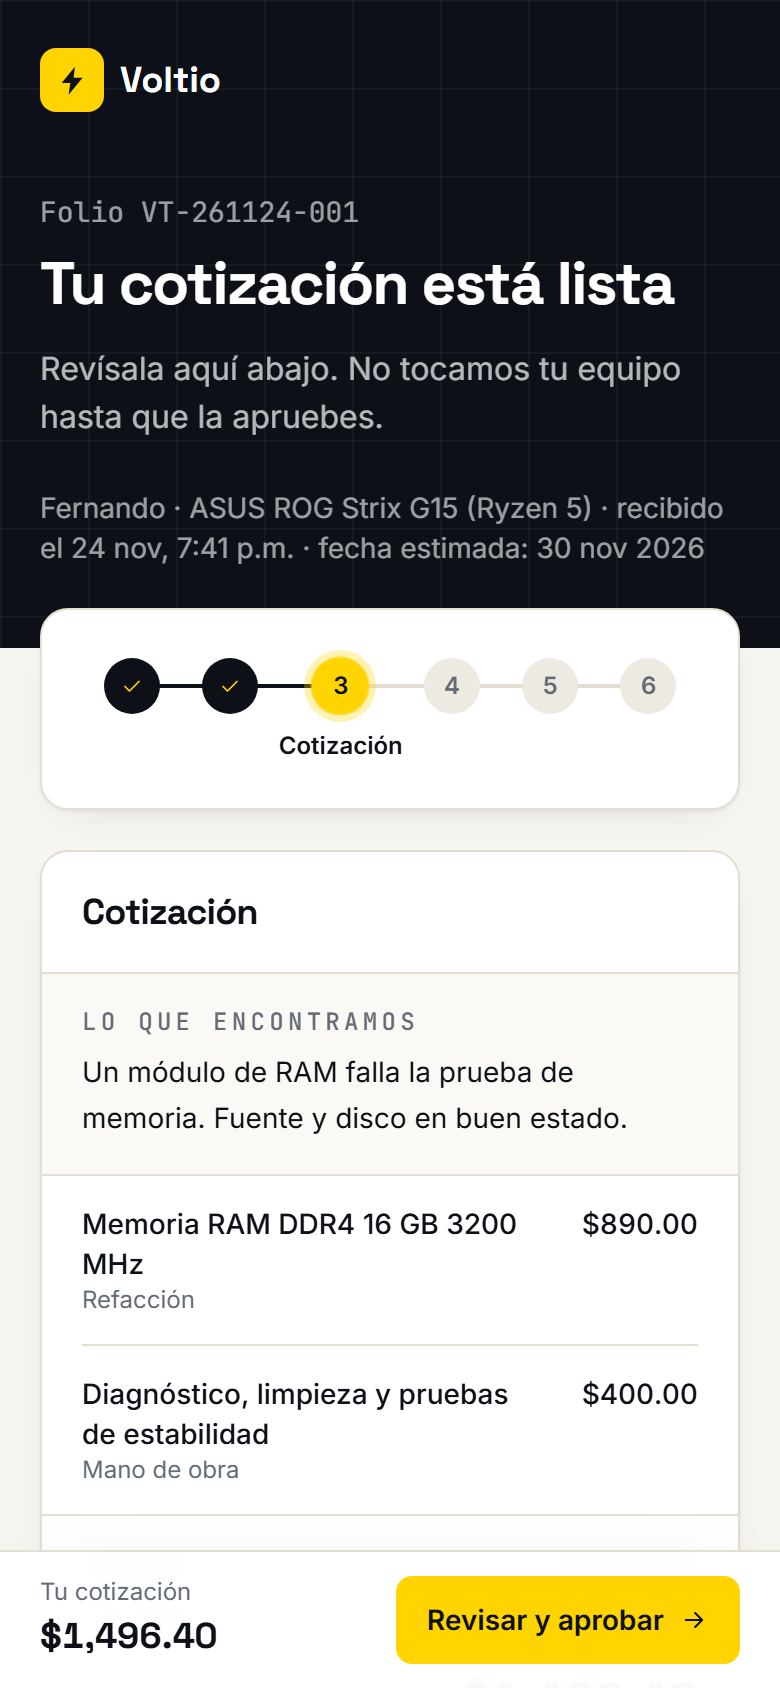 Voltio
Folio VT-261124-001
Tu cotización está lista
Revísala aquí abajo. No tocamos tu equipo
hasta que la apruebes.
Fernando · ASUS ROG Strix G15 (Ryzen 5) · recibido
el 24 nov, 7:41 p.m. · fecha estimada: 30 nov 2026
3 4 5 6
Cotización
Cotización
LO QUE ENCONTRAMOS
Un módulo de RAM falla la prueba de
memoria. Fuente y disco en buen estado.
Memoria RAM DDR4 16 GB 3200 $890.00
MHz
Refacción
Diagnóstico, limpieza y pruebas $400.00
de estabilidad
Mano de obra
Tu cotización
$1,496.40
Revisar y aprobar →